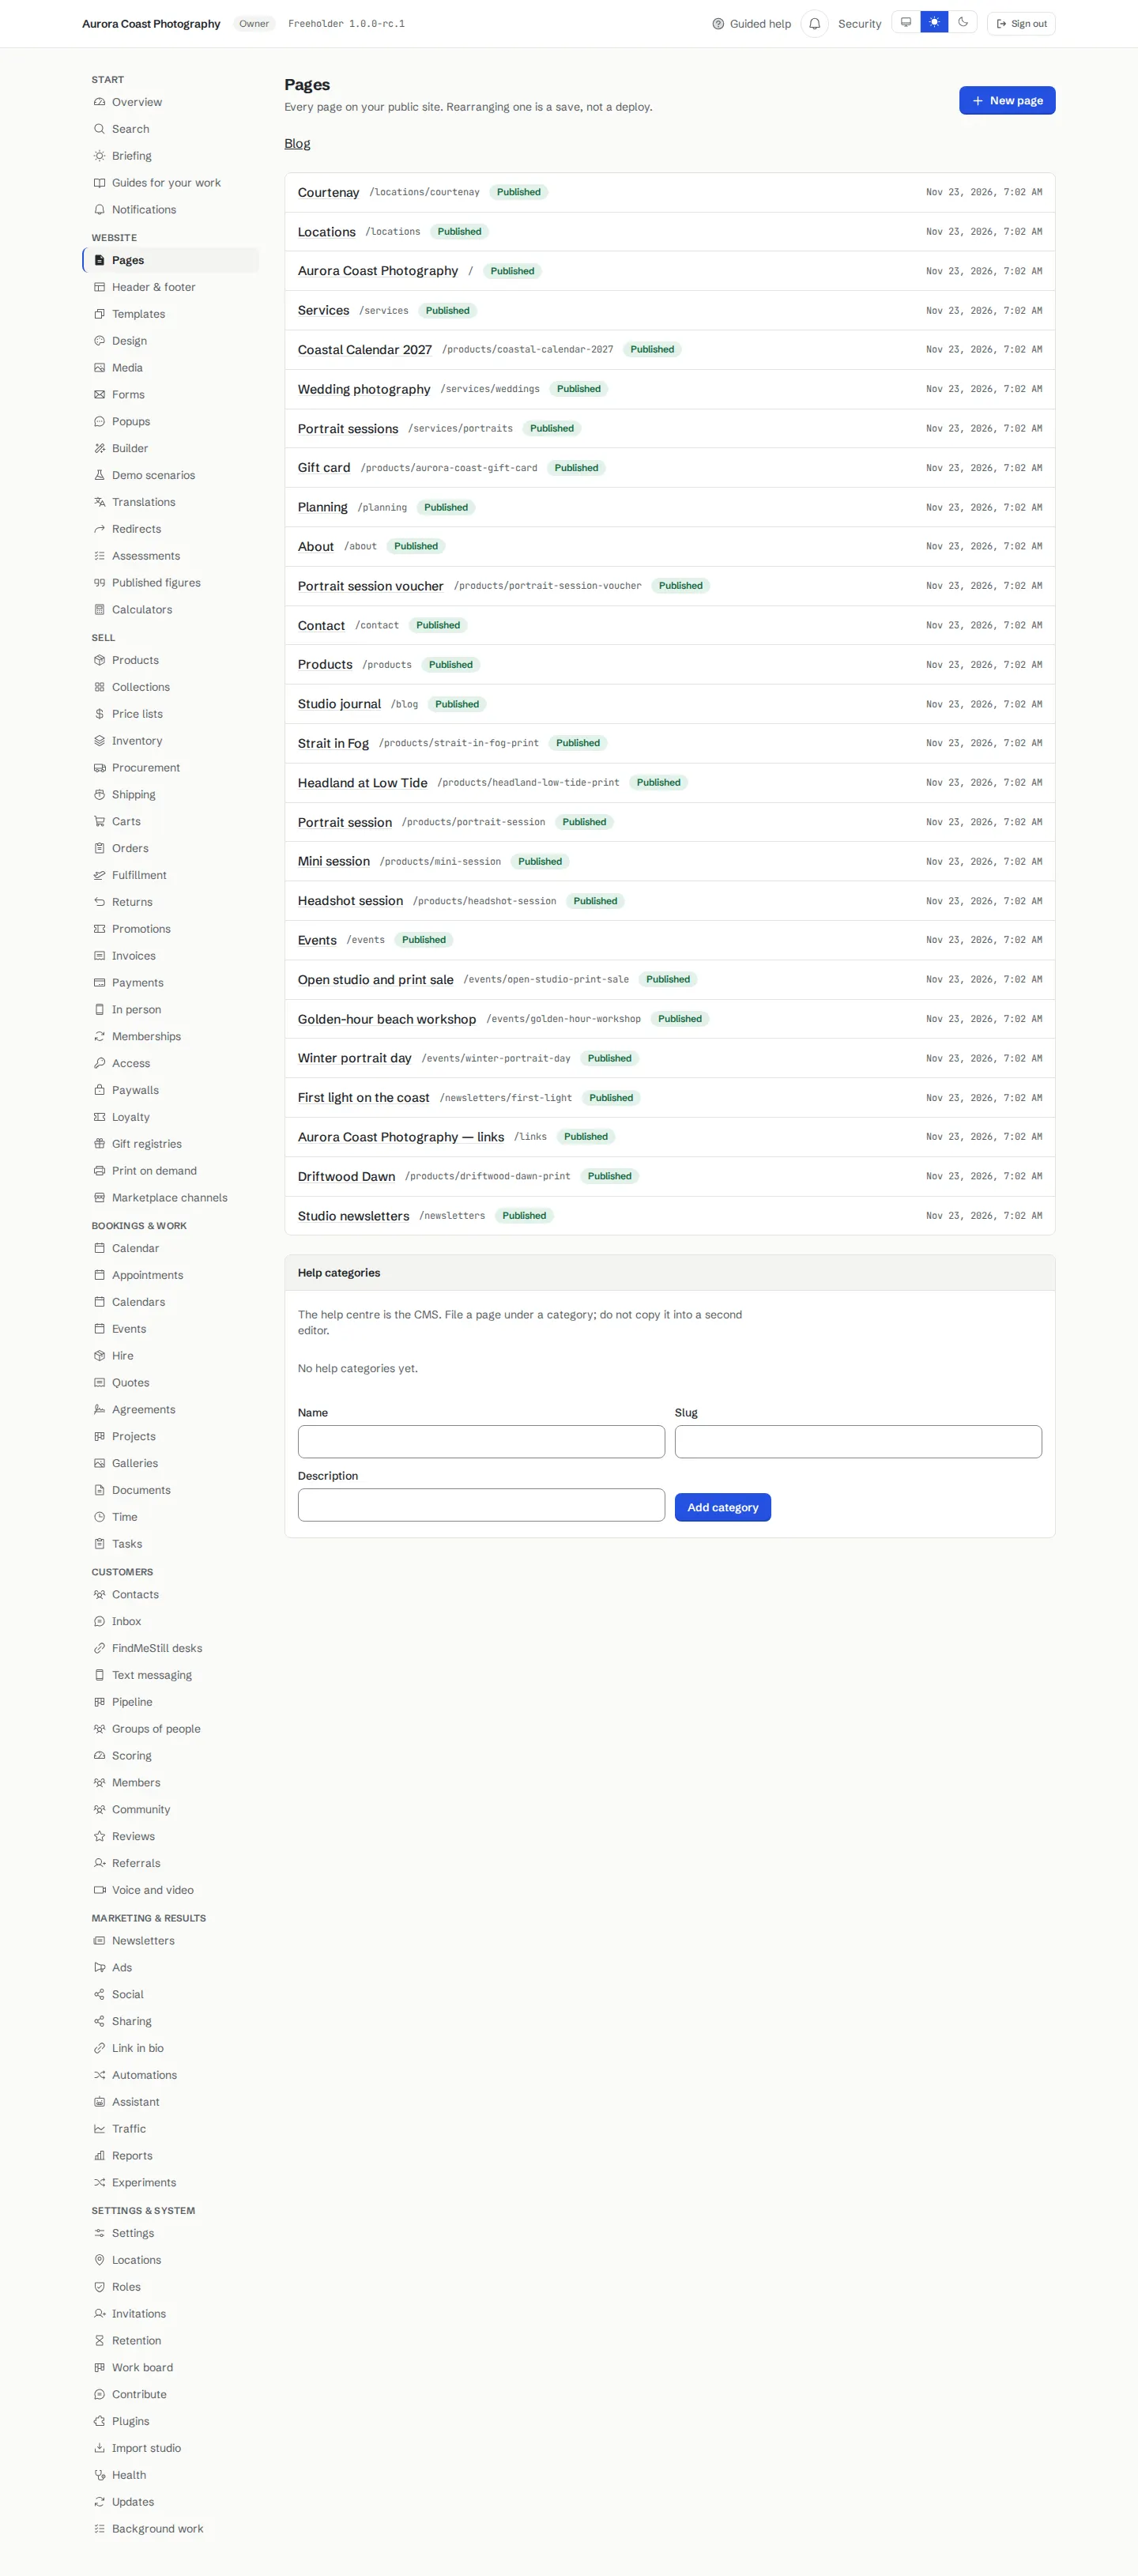 Aurora Coast Photography Owner Freeholder 1.0.0-rc.1 Guided help Security Sign out
START
Overview
Search
Briefing
Guides for your work
Notifications
WEBSITE
Pages
Header & footer
Templates
Design
Media
Forms
Popups
Builder
Demo scenarios
Translations
Redirects
Assessments
Published figures
Calculators
SELL
Products
Collections
Price lists
Inventory
Procurement
Shipping
Carts
Orders
Fulfillment
Returns
Promotions
Invoices
Payments
In person
Memberships
Access
Paywalls
Loyalty
Gift registries
Print on demand
Marketplace channels
BOOKINGS & WORK
Calendar
Appointments
Calendars
Events
Hire
Quotes
Agreements
Projects
Galleries
Documents
Time
Tasks
CUSTOMERS
Contacts
Inbox
FindMeStill desks
Text messaging
Pipeline
Groups of people
Scoring
Members
Community
Reviews
Referrals
Voice and video
MARKETING & RESULTS
Newsletters
Ads
Social
Sharing
Link in bio
Automations
Assistant
Traffic
Reports
Experiments
SETTINGS & SYSTEM
Settings
Locations
Roles
Invitations
Retention
Work board
Contribute
Plugins
Import studio
Health
Updates
Background work
Pages
Every page on your public site. Rearranging one is a save, not a deploy.
New page
Blog
Courtenay /locations/courtenay Published Nov 23, 2026, 7:02 AM
Locations /locations Published Nov 23, 2026, 7:02 AM
Aurora Coast Photography / Published Nov 23, 2026, 7:02 AM
Services /services Published Nov 23, 2026, 7:02 AM
Coastal Calendar 2027 /products/coastal-calendar-2027 Published Nov 23, 2026, 7:02 AM
Wedding photography /services/weddings Published Nov 23, 2026, 7:02 AM
Portrait sessions /services/portraits Published Nov 23, 2026, 7:02 AM
Gift card /products/aurora-coast-gift-card Published Nov 23, 2026, 7:02 AM
Planning /planning Published Nov 23, 2026, 7:02 AM
About /about Published Nov 23, 2026, 7:02 AM
Portrait session voucher /products/portrait-session-voucher Published Nov 23, 2026, 7:02 AM
Contact /contact Published Nov 23, 2026, 7:02 AM
Products /products Published Nov 23, 2026, 7:02 AM
Studio journal /blog Published Nov 23, 2026, 7:02 AM
Strait in Fog /products/strait-in-fog-print Published Nov 23, 2026, 7:02 AM
Headland at Low Tide /products/headland-low-tide-print Published Nov 23, 2026, 7:02 AM
Portrait session /products/portrait-session Published Nov 23, 2026, 7:02 AM
Mini session /products/mini-session Published Nov 23, 2026, 7:02 AM
Headshot session /products/headshot-session Published Nov 23, 2026, 7:02 AM
Events /events Published Nov 23, 2026, 7:02 AM
Open studio and print sale /events/open-studio-print-sale Published Nov 23, 2026, 7:02 AM
Golden-hour beach workshop /events/golden-hour-workshop Published Nov 23, 2026, 7:02 AM
Winter portrait day /events/winter-portrait-day Published Nov 23, 2026, 7:02 AM
First light on the coast /newsletters/first-light Published Nov 23, 2026, 7:02 AM
Aurora Coast Photography — links /links Published Nov 23, 2026, 7:02 AM
Driftwood Dawn /products/driftwood-dawn-print Published Nov 23, 2026, 7:02 AM
Studio newsletters /newsletters Published Nov 23, 2026, 7:02 AM
Help categories
The help centre is the CMS. File a page under a category; do not copy it into a second
editor.
No help categories yet.
Name Slug
Description
Add category